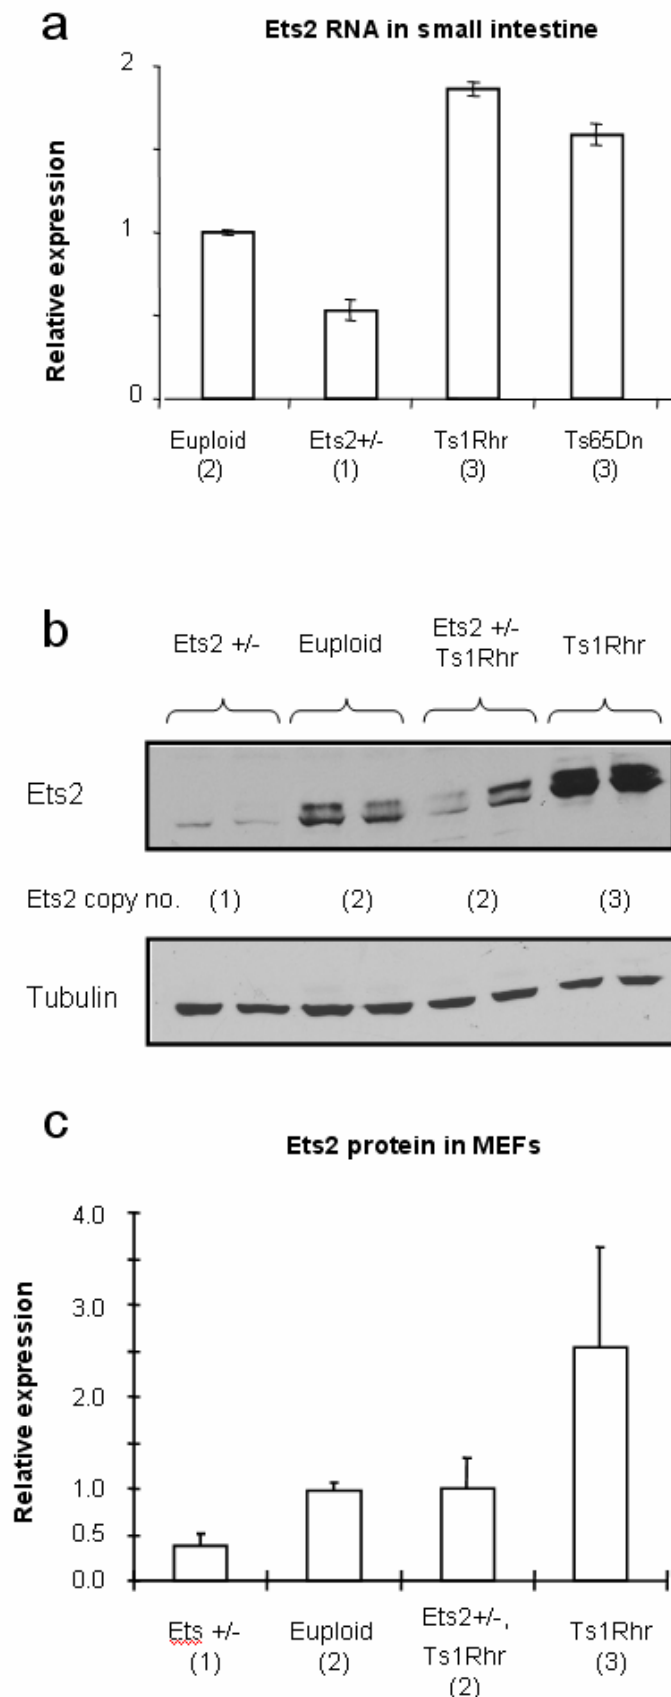 a
Ets2 RNA in small intestine
Relative expression
2
1
0
Euploid Ets2+/- Ts1Rhr Ts65Dn
(2) (1) (3) (3)
b
Ets2 +/- Euploid Ets2 +/- Ts1Rhr
Ts1Rhr
Ets2
Ets2 copy no. (1) (2) (2) (3)
Tubulin
c
Ets2 protein in MEFs
Relative expression
4.0
3.0
2.0
1.0
0.5
0.0
Ets +/- Euploid Ets2+/-, Ts1Rhr
(1) (2) Ts1Rhr (3)
(2)